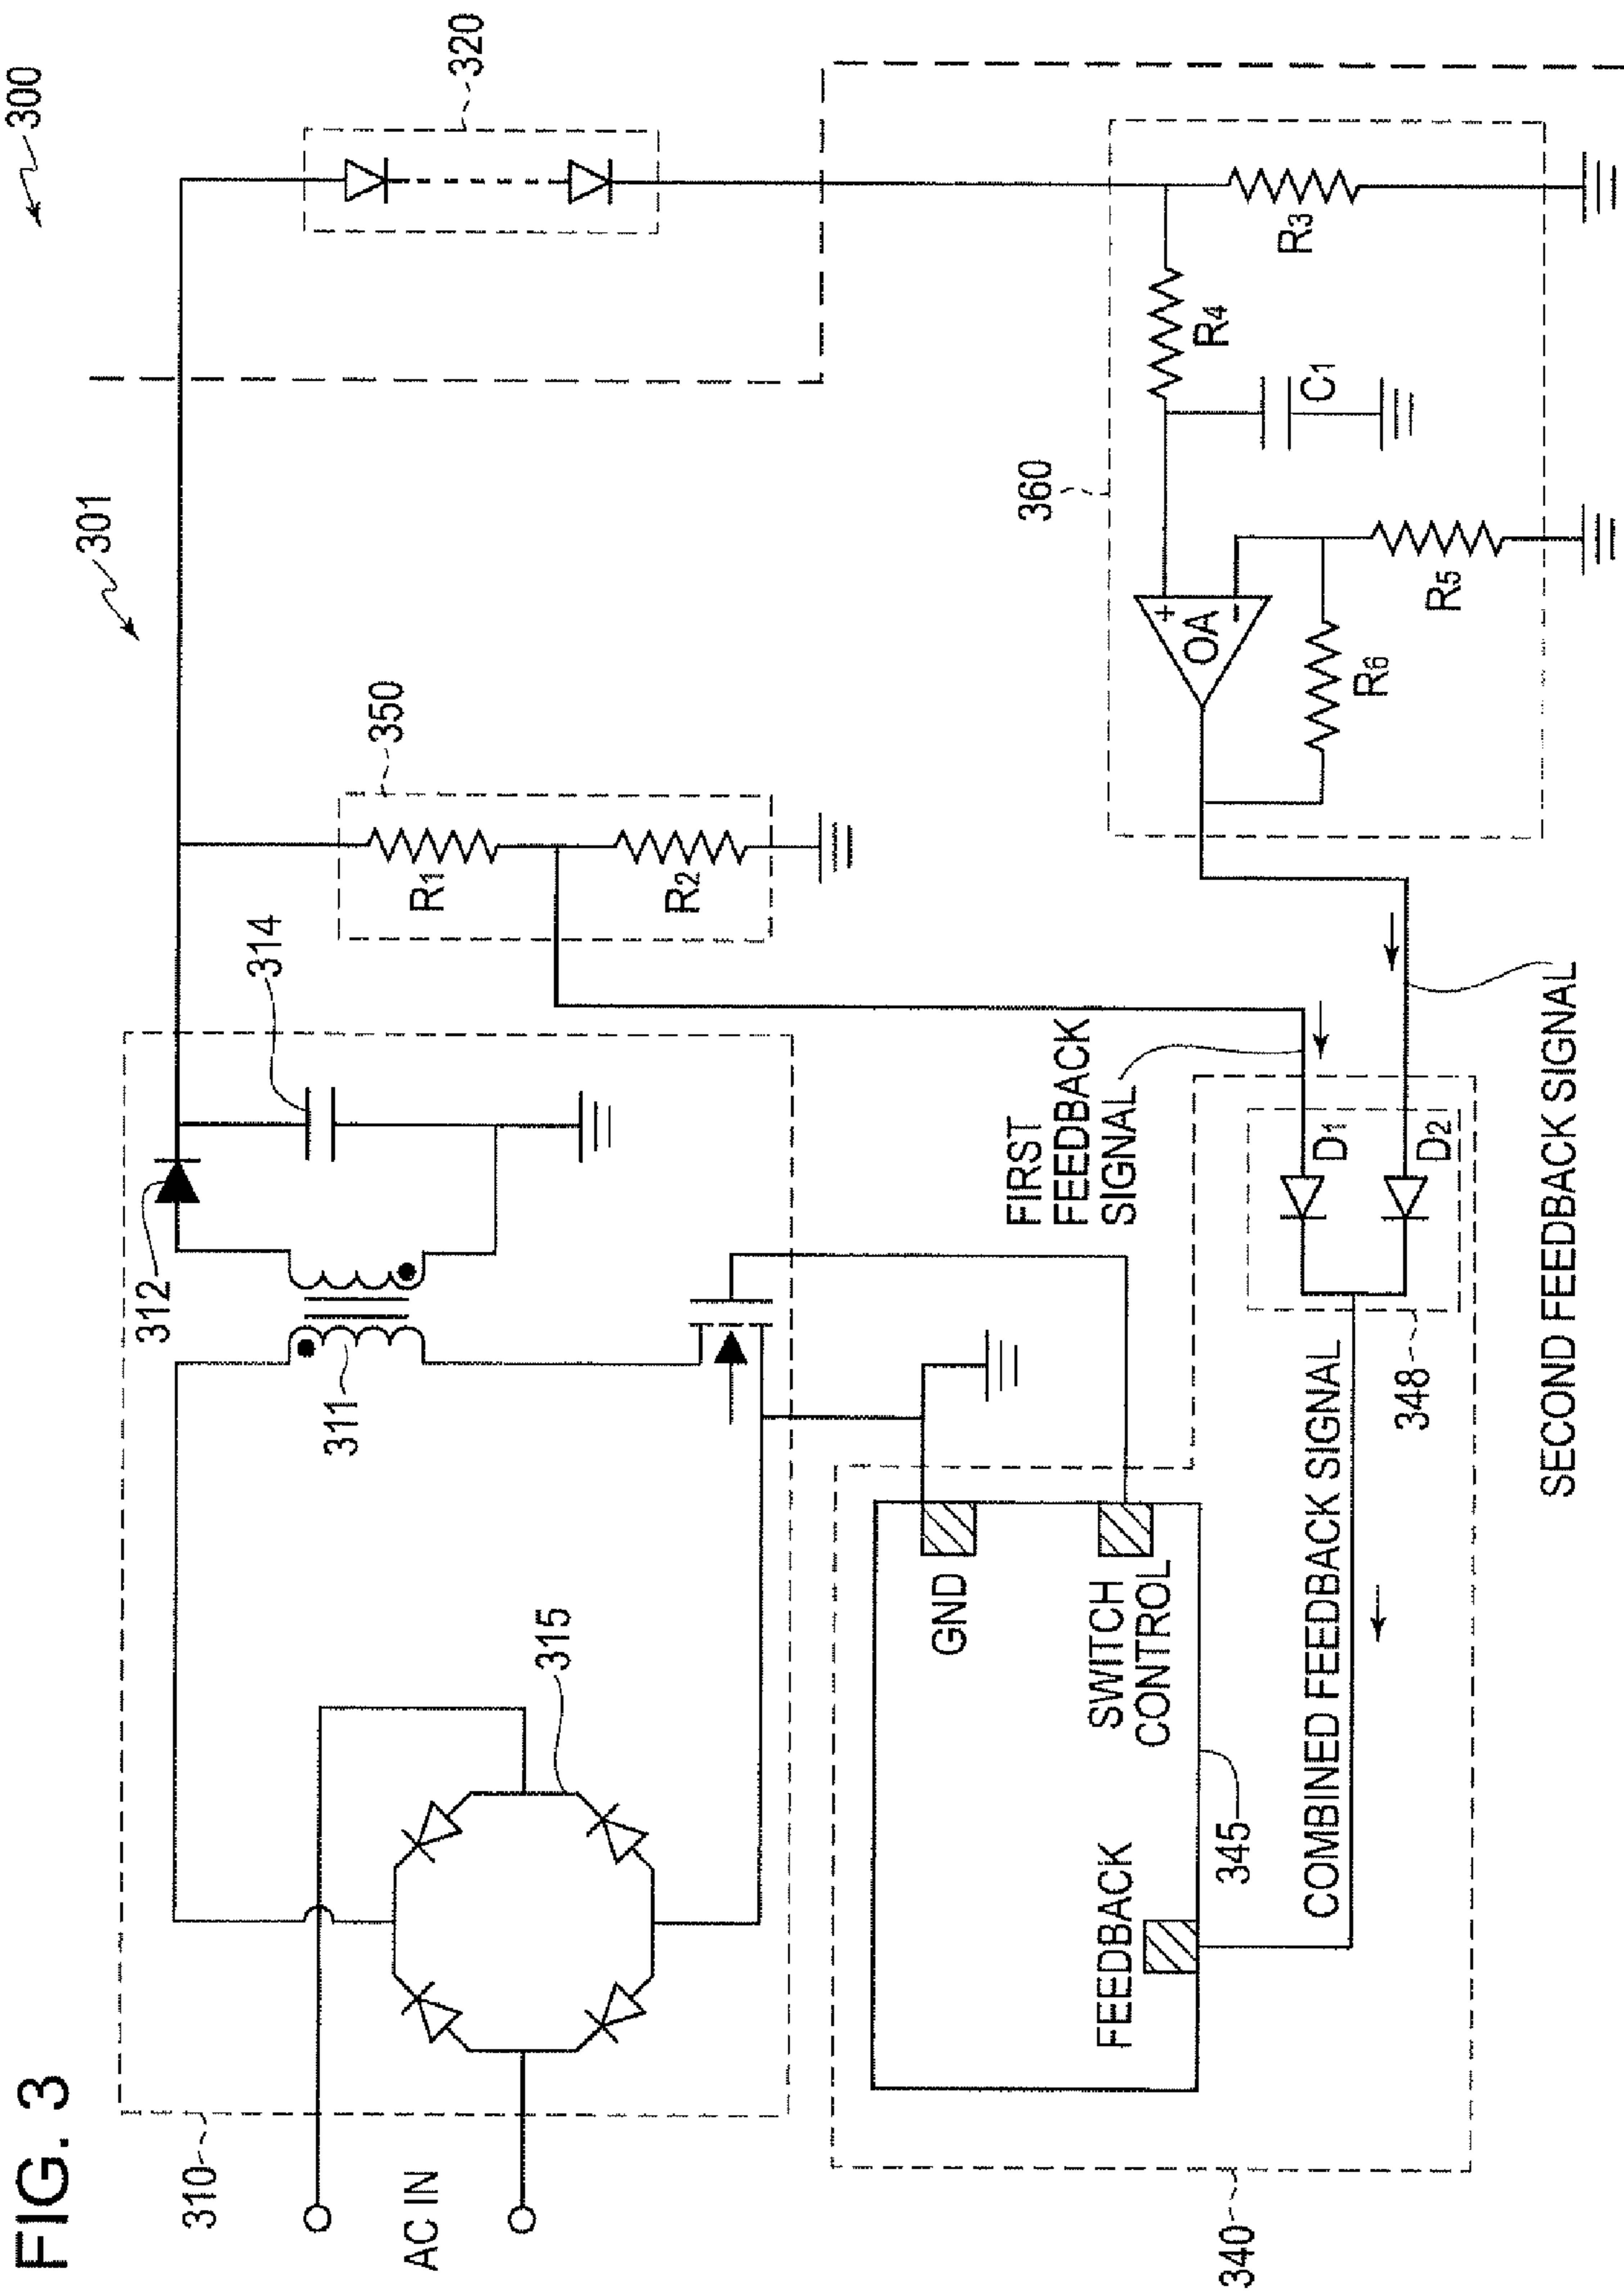 FIG. 3
300
301
310
AC IN
315
311
312
314
350
R1
R2
320
340
345
GND
SWITCH
CONTROL
FEEDBACK
COMBINED FEEDBACK SIGNAL
348
D1
D2
FIRST
FEEDBACK
SIGNAL
SECOND FEEDBACK SIGNAL
360
OA
+
-
R3
R4
C1
R5
R6